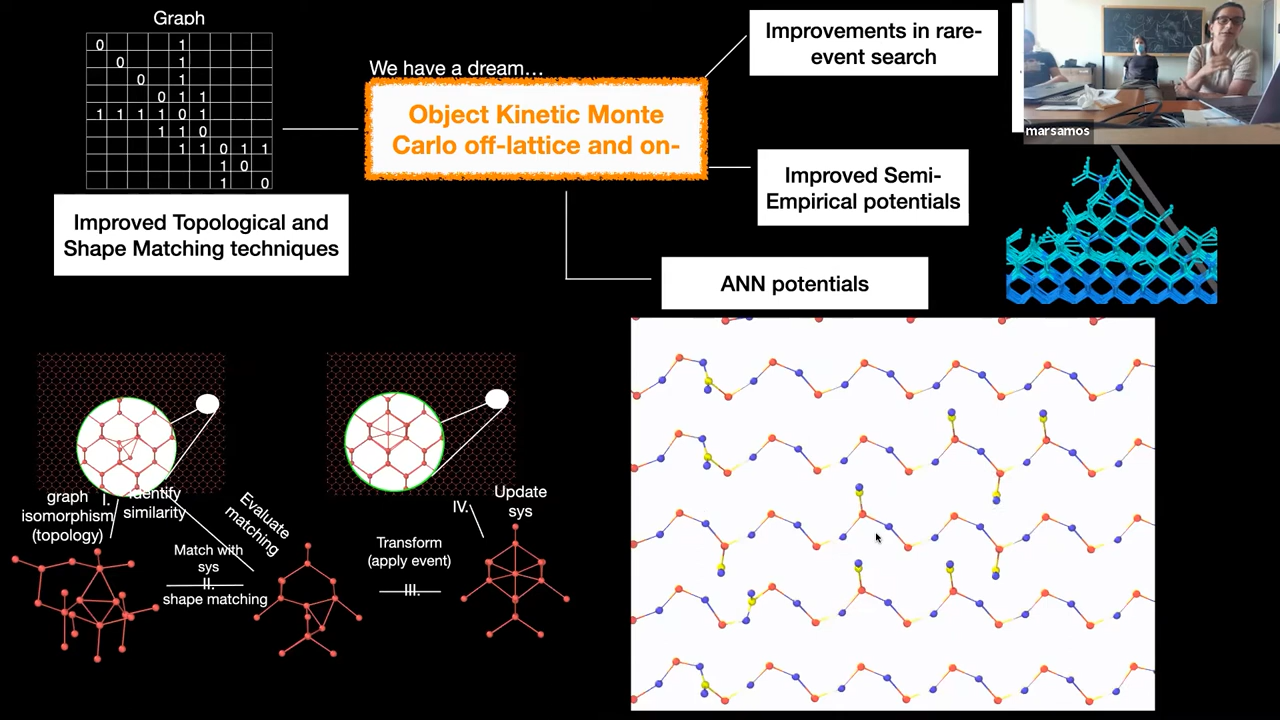 Graph
0 1
0 1
0 1
0 1 1
1 1 1 1 0 1
1 1 0
1 1 0 1 1
1 0
1 0
Improved Topological and
Shape Matching techniques
We have a dream…
Object Kinetic Monte
Carlo off-lattice and on-
Improvements in rare-
event search
Improved Semi-
Empirical potentials
ANN potentials
marsamos
graph
isomorphism
(topology)
I.
identify
similarity
Evaluate
matching
Match with
sys
II.
shape matching
Transform
(apply event)
III.
IV.
Update
sys